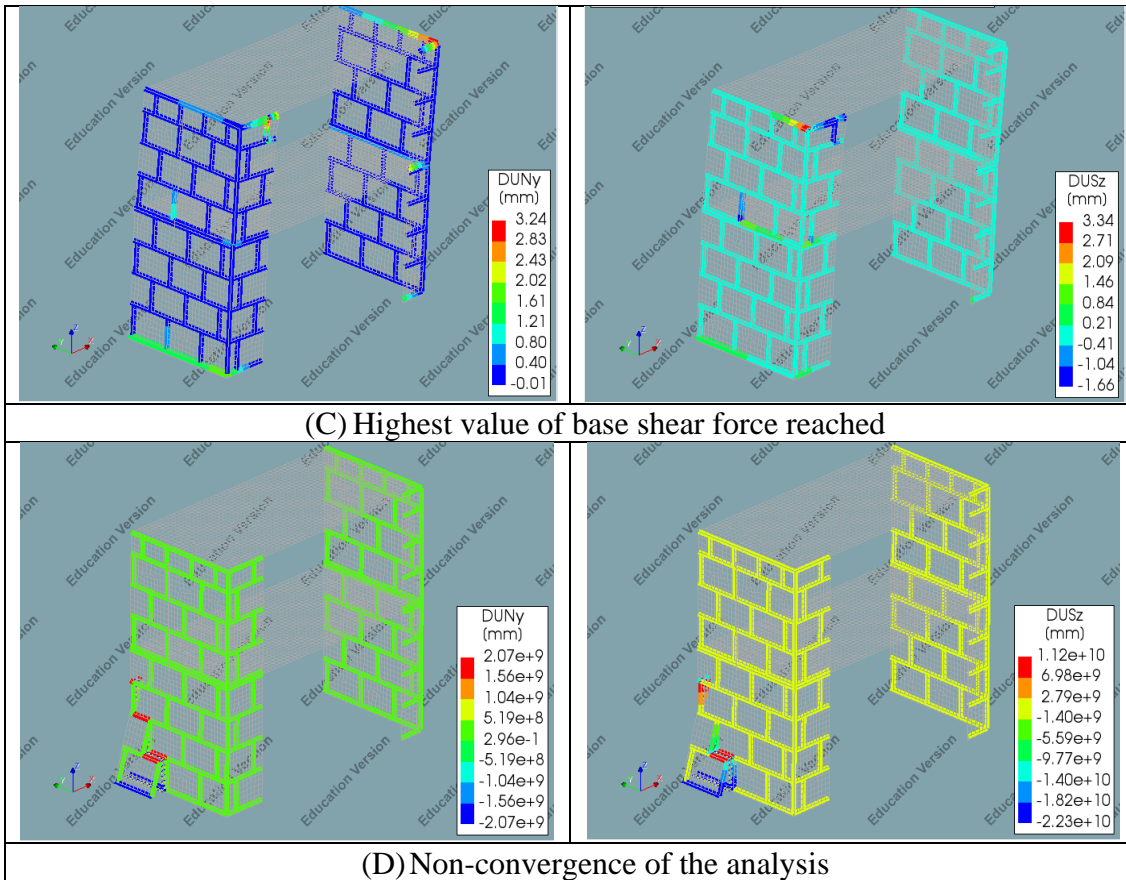 Education Version
DUNy
(mm)
3.24
2.83
2.43
2.02
1.61
1.21
0.80
0.40
-0.01
DUSz
(mm)
3.34
2.71
2.09
1.46
0.84
0.21
-0.41
-1.04
-1.66
(C) Highest value of base shear force reached
DUNy
(mm)
2.07e+9
1.56e+9
1.04e+9
5.19e+8
2.96e-1
-5.19e+8
-1.04e+9
-1.56e+9
-2.07e+9
DUSz
(mm)
1.12e+10
6.98e+9
2.79e+9
-1.40e+9
-5.59e+9
-9.77e+9
-1.40e+10
-1.82e+10
-2.23e+10
(D) Non-convergence of the analysis